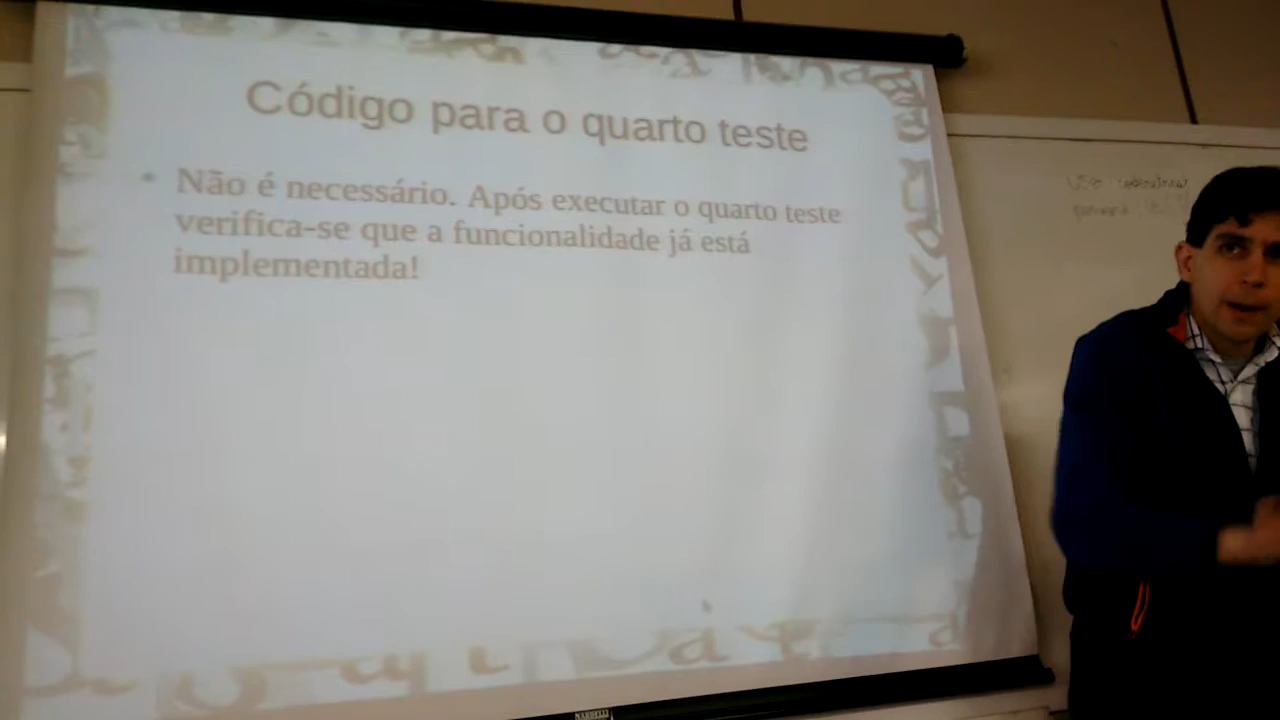 Código para o quarto teste
• Não é necessário. Após executar o quarto teste
verifica-se que a funcionalidade já está
implementada!